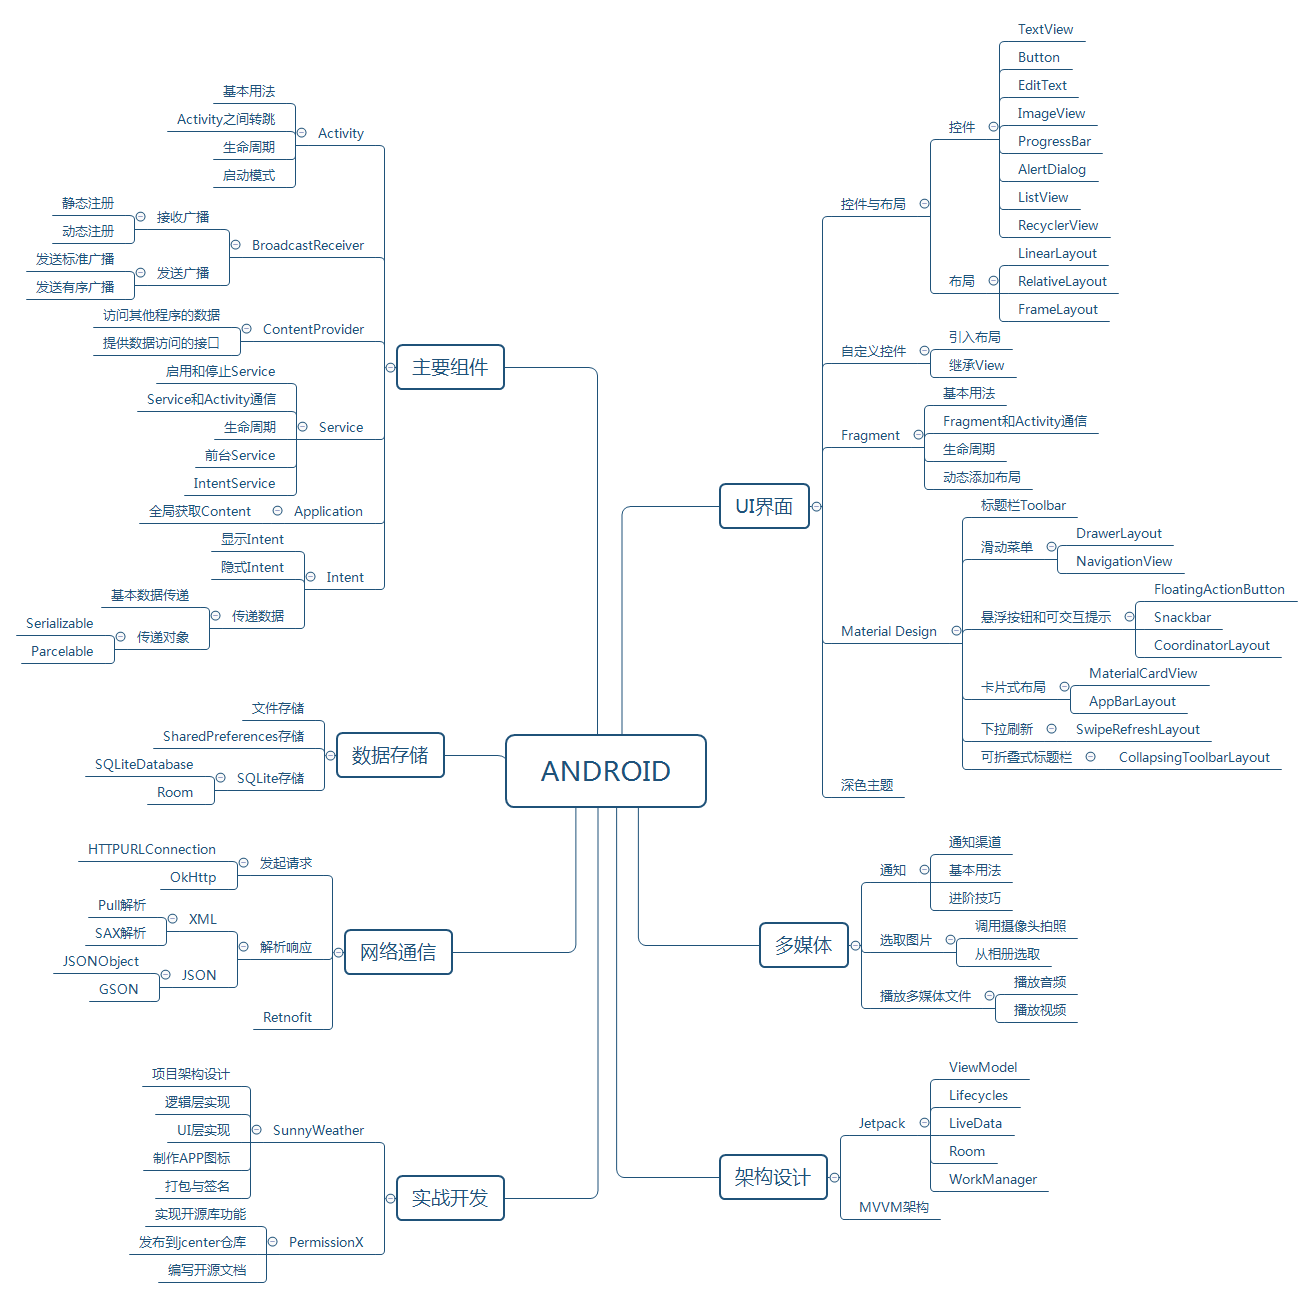 ANDROID
主要组件
Activity
基本用法
Activity之间转跳
生命周期
启动模式
BroadcastReceiver
接收广播
静态注册
动态注册
发送广播
发送标准广播
发送有序广播
ContentProvider
访问其他程序的数据
提供数据访问的接口
Service
启用和停止Service
Service和Activity通信
生命周期
前台Service
IntentService
Application
全局获取Content
Intent
显示Intent
隐式Intent
传递数据
基本数据传递
传递对象
Serializable
Parcelable
数据存储
文件存储
SharedPreferences存储
SQLite存储
SQLiteDatabase
Room
网络通信
发起请求
HTTPURLConnection
OkHttp
解析响应
XML
Pull解析
SAX解析
JSON
JSONObject
GSON
Retnofit
实战开发
SunnyWeather
项目架构设计
逻辑层实现
UI层实现
制作APP图标
打包与签名
PermissionX
实现开源库功能
发布到jcenter仓库
编写开源文档
UI界面
控件与布局
控件
TextView
Button
EditText
ImageView
ProgressBar
AlertDialog
ListView
RecyclerView
布局
LinearLayout
RelativeLayout
FrameLayout
自定义控件
引入布局
继承View
Fragment
基本用法
Fragment和Activity通信
生命周期
动态添加布局
Material Design
标题栏Toolbar
滑动菜单
DrawerLayout
NavigationView
悬浮按钮和可交互提示
FloatingActionButton
Snackbar
CoordinatorLayout
卡片式布局
MaterialCardView
AppBarLayout
下拉刷新
SwipeRefreshLayout
可折叠式标题栏
CollapsingToolbarLayout
深色主题
多媒体
通知
通知渠道
基本用法
进阶技巧
选取图片
调用摄像头拍照
从相册选取
播放多媒体文件
播放音频
播放视频
架构设计
Jetpack
ViewModel
Lifecycles
LiveData
Room
WorkManager
MVVM架构